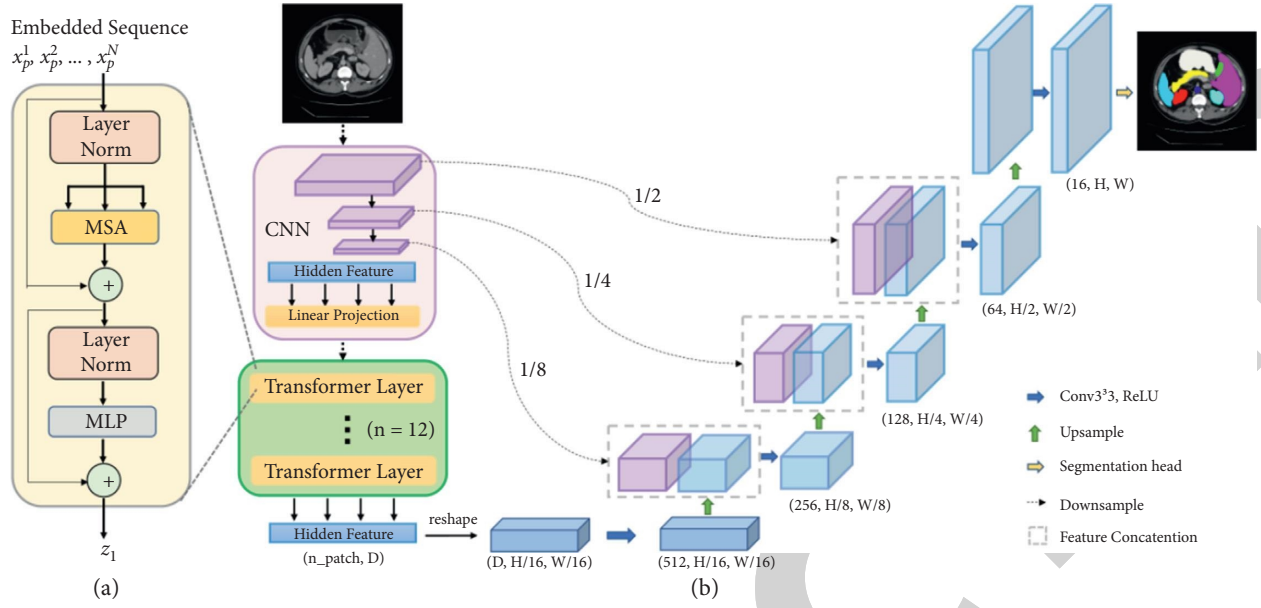 Embedded Sequence
x_p^1, x_p^2, ... , x_p^N
Layer
Norm
MSA
+
Layer
Norm
MLP
+
z_1
(a)
CNN
Hidden Feature
Linear Projection
Transformer Layer
(n = 12)
Transformer Layer
Hidden Feature
(n_patch, D)
reshape
(D, H/16, W/16)
(512, H/16, W/16)
(b)
1/2
1/4
1/8
(256, H/8, W/8)
(128, H/4, W/4)
(64, H/2, W/2)
(16, H, W)
Conv3³3, ReLU
Upsample
Segmentation head
Downsample
Feature Concatention